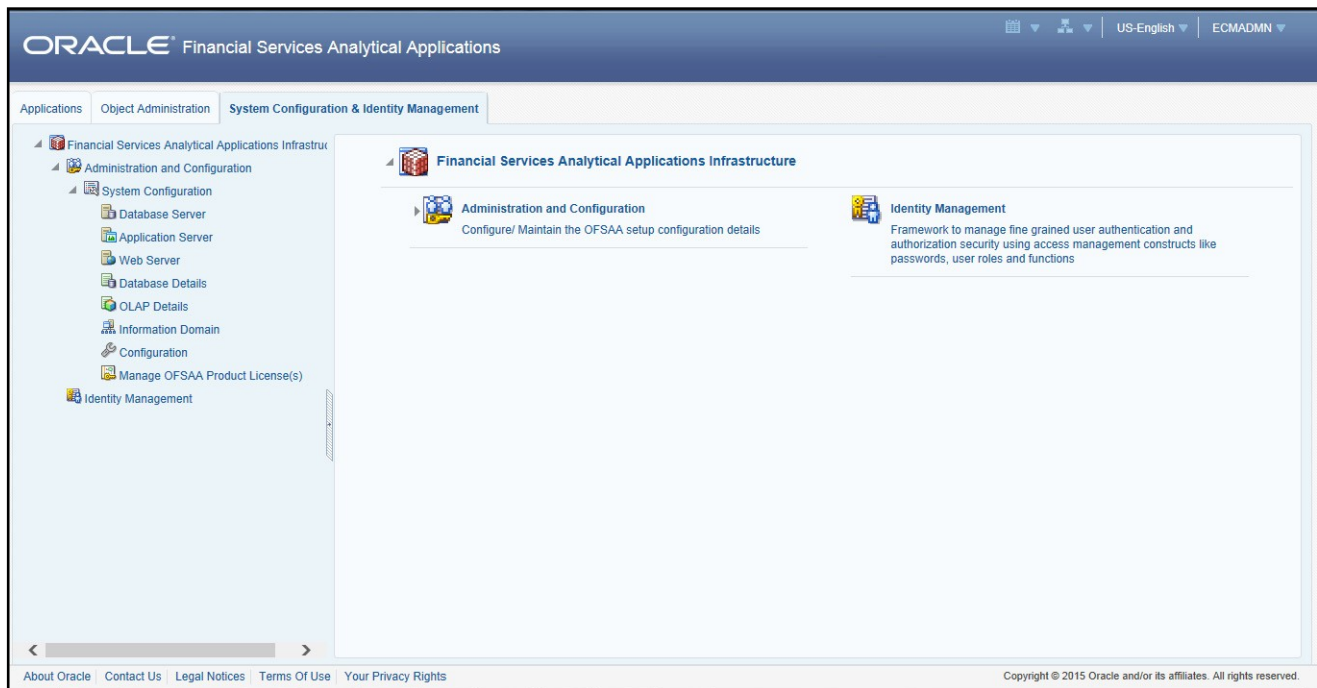 ORACLE® Financial Services Analytical Applications
US-English
ECMADMN
Applications
Object Administration
System Configuration & Identity Management
Financial Services Analytical Applications Infrastruc
Administration and Configuration
System Configuration
Database Server
Application Server
Web Server
Database Details
OLAP Details
Information Domain
Configuration
Manage OFSAA Product License(s)
Identity Management
Financial Services Analytical Applications Infrastructure
Administration and Configuration
Configure/ Maintain the OFSAA setup configuration details
Identity Management
Framework to manage fine grained user authentication and
authorization security using access management constructs like
passwords, user roles and functions
About Oracle
Contact Us
Legal Notices
Terms Of Use
Your Privacy Rights
Copyright © 2015 Oracle and/or its affiliates. All rights reserved.